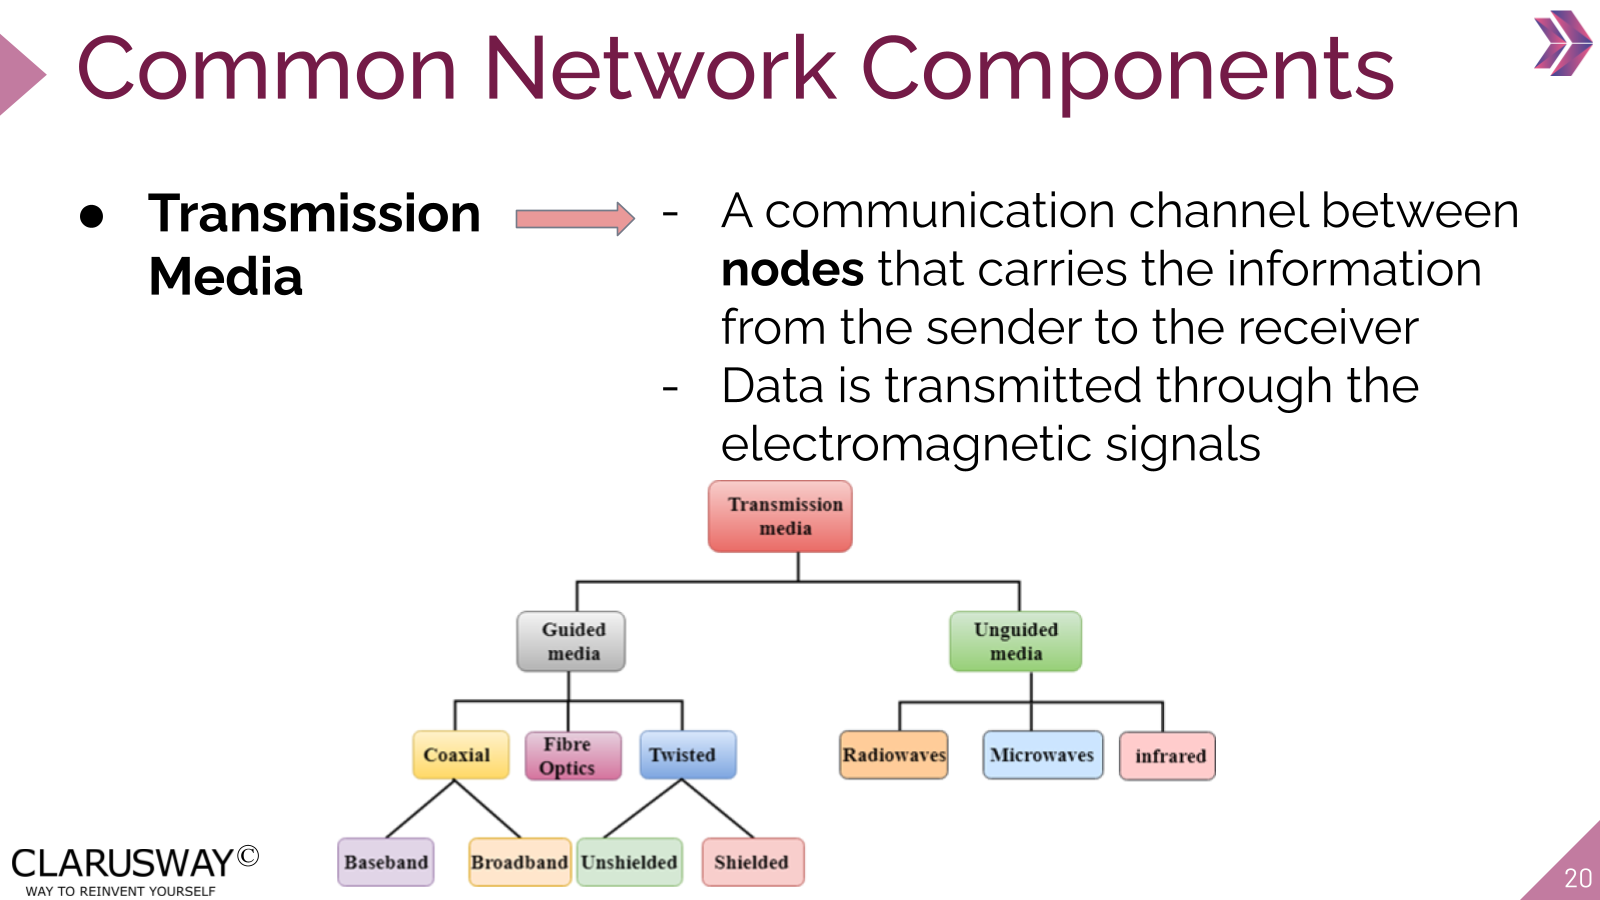 Common Network Components
● Transmission
Media
- A communication channel between
nodes that carries the information
from the sender to the receiver
- Data is transmitted through the
electromagnetic signals
Transmission
media
Guided
media
Unguided
media
Coaxial
Fibre
Optics
Twisted
Radiowaves
Microwaves
infrared
Baseband
Broadband
Unshielded
Shielded
CLARUSWAY©
WAY TO REINVENT YOURSELF
20